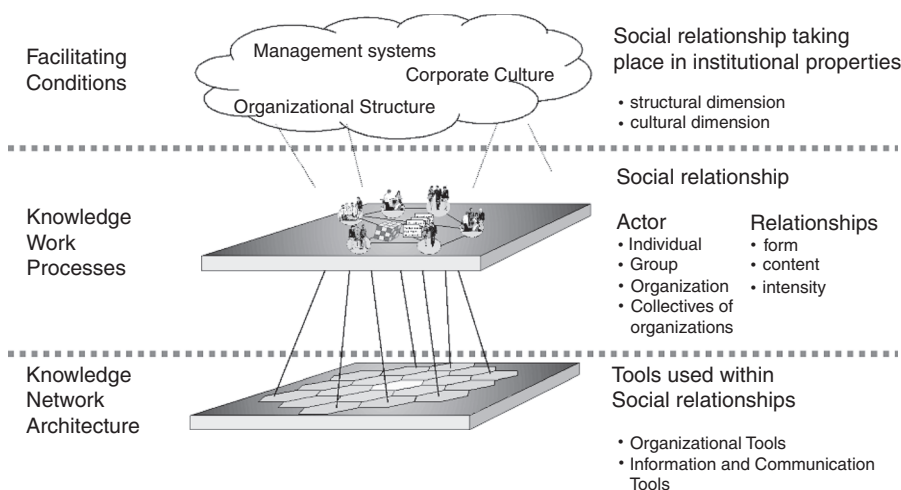 Facilitating
Conditions
Management systems
Corporate Culture
Organizational Structure
Social relationship taking
place in institutional properties
• structural dimension
• cultural dimension
Knowledge
Work
Processes
Social relationship
Actor
• Individual
• Group
• Organization
• Collectives of
organizations
Relationships
• form
• content
• intensity
Knowledge
Network
Architecture
Tools used within
Social relationships
• Organizational Tools
• Information and Communication
Tools